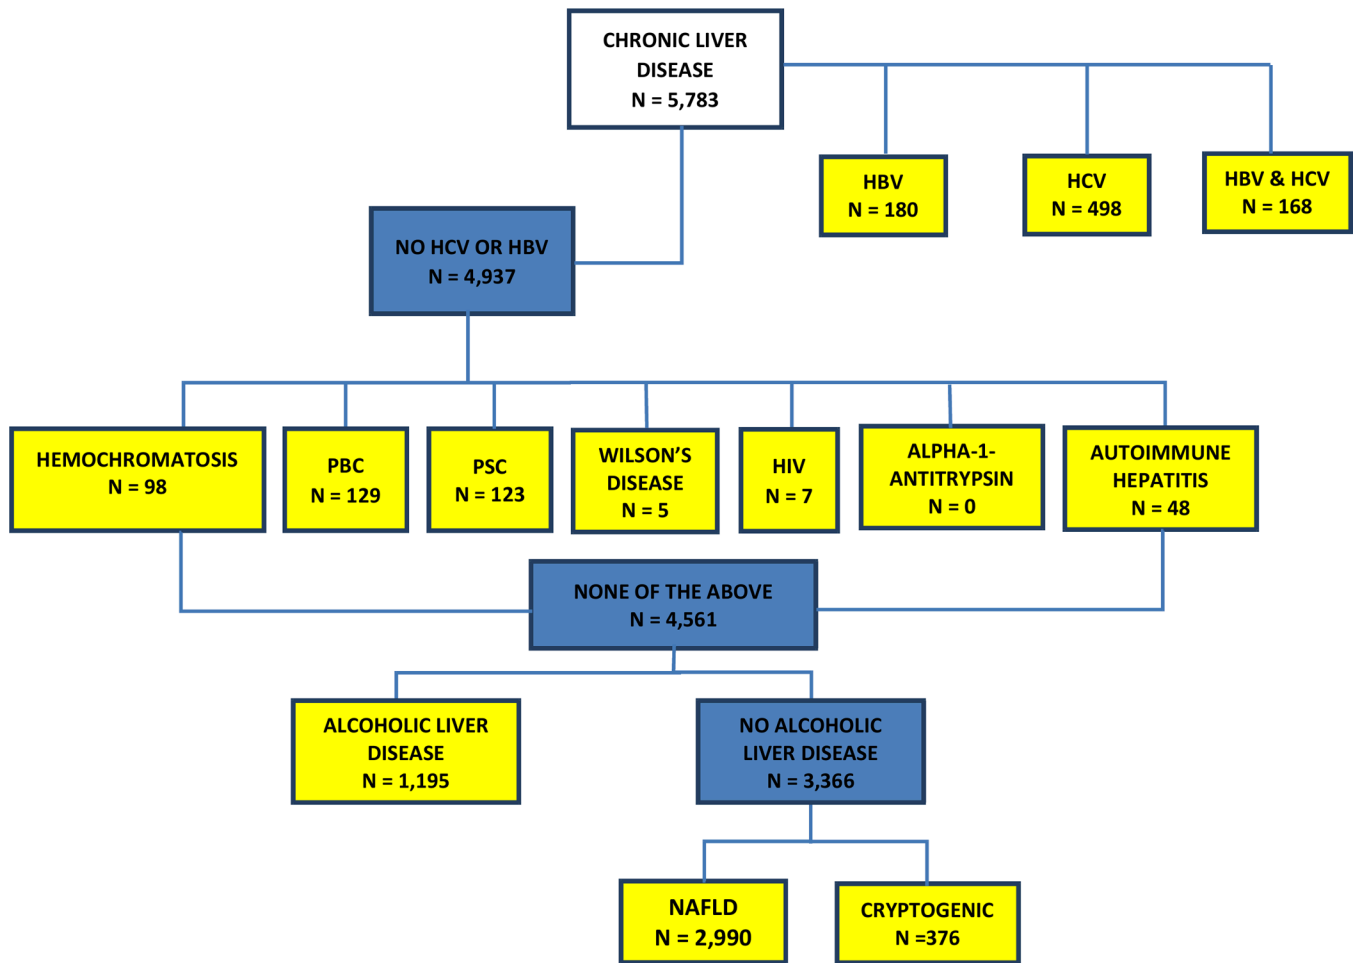 CHRONIC LIVER
DISEASE
N = 5,783
HBV
N = 180
HCV
N = 498
HBV & HCV
N = 168
NO HCV OR HBV
N = 4,937
HEMOCHROMATOSIS
N = 98
PBC
N = 129
PSC
N = 123
WILSON’S
DISEASE
N = 5
HIV
N = 7
ALPHA-1-
ANTITRYPSIN
N = 0
AUTOIMMUNE
HEPATITIS
N = 48
NONE OF THE ABOVE
N = 4,561
ALCOHOLIC LIVER
DISEASE
N = 1,195
NO ALCOHOLIC
LIVER DISEASE
N = 3,366
NAFLD
N = 2,990
CRYPTOGENIC
N =376